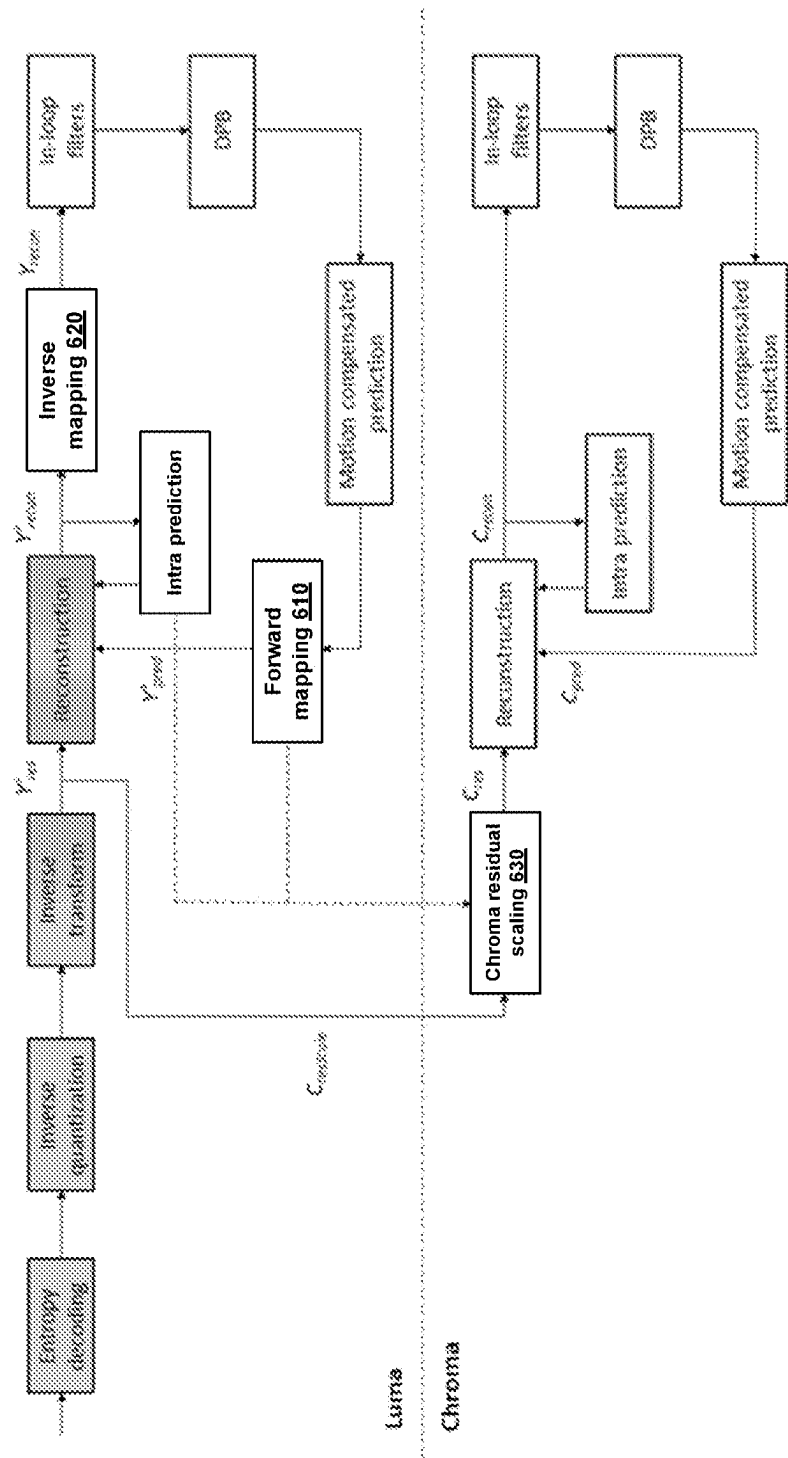 Entropy
decoding
Inverse
quantization
Inverse
transform
Y'res
Reconstruction
Y'recon
Inverse
mapping 620
Yrecon
In-loop
filters
DPB
Intra prediction
Y'pred
Forward
mapping 610
Motion compensated
prediction
Luma
Chroma
Chroma residual
scaling 630
Cres
Reconstruction
Crecon
Intra prediction
Cpred
In-loop
filters
DPB
Motion compensated
prediction